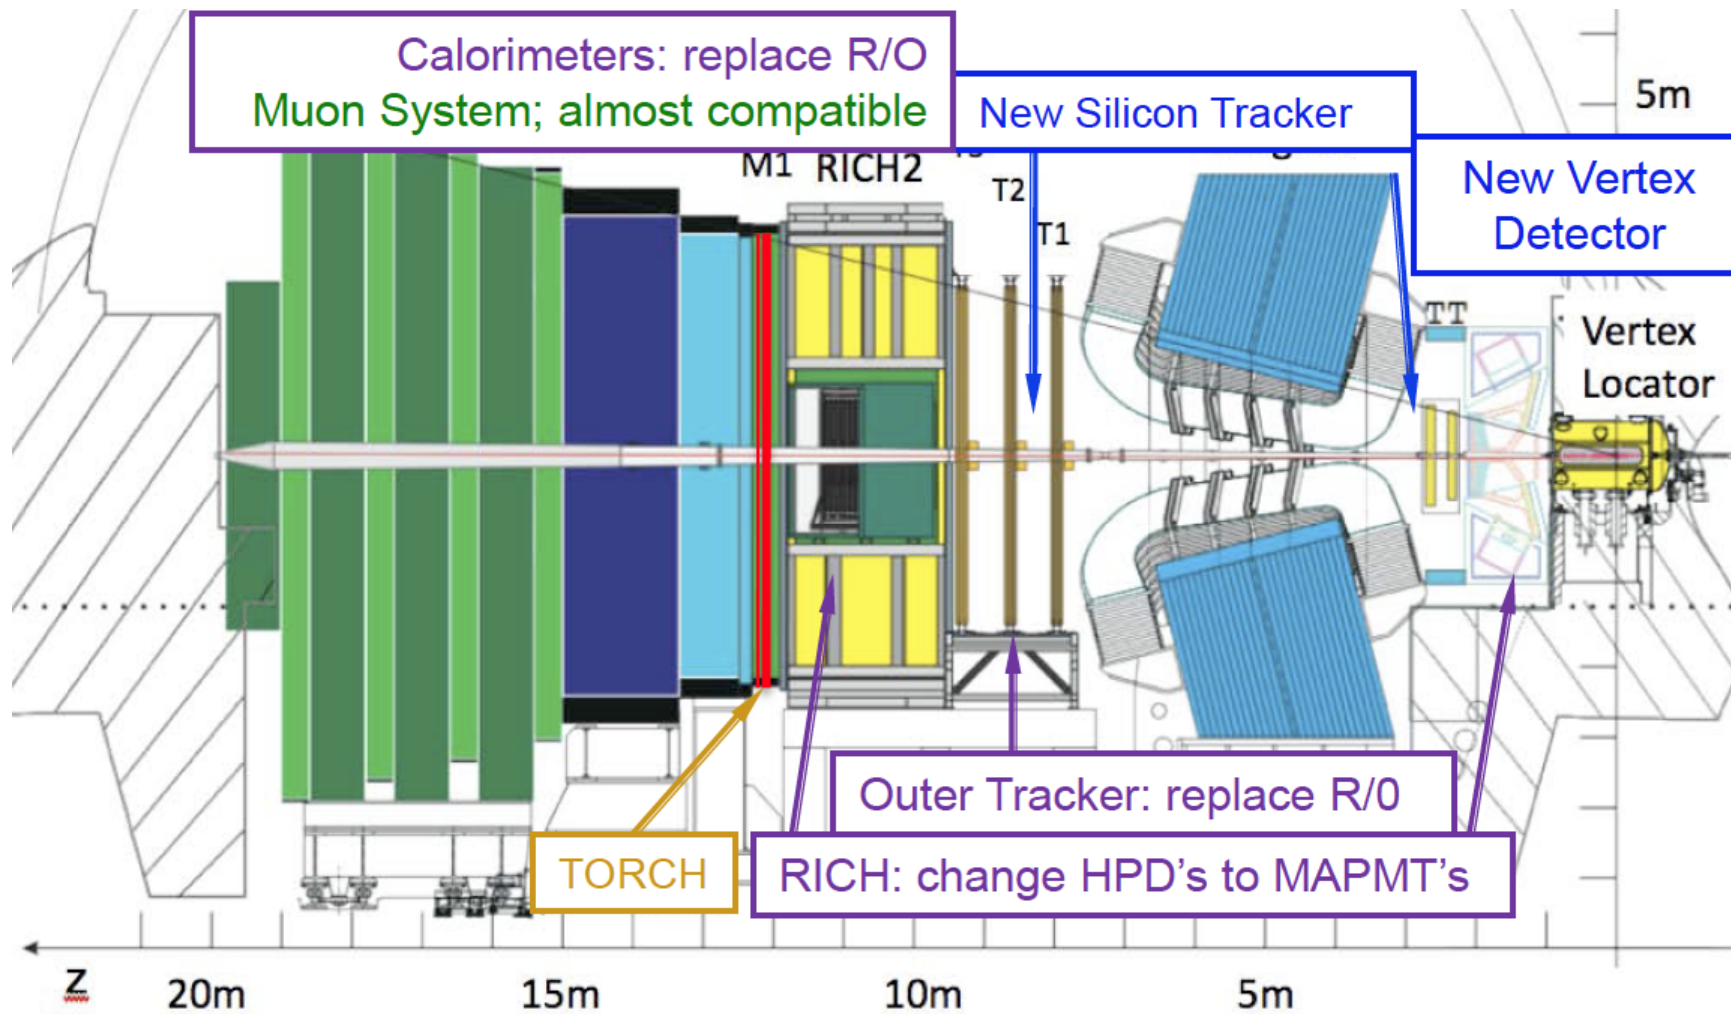 Calorimeters: replace R/O
Muon System; almost compatible
New Silicon Tracker
5m
New Vertex
Detector
M1
RICH2
T2
T1
TT
Vertex
Locator
Outer Tracker: replace R/0
TORCH
RICH: change HPD's to MAPMT's
z
20m
15m
10m
5m